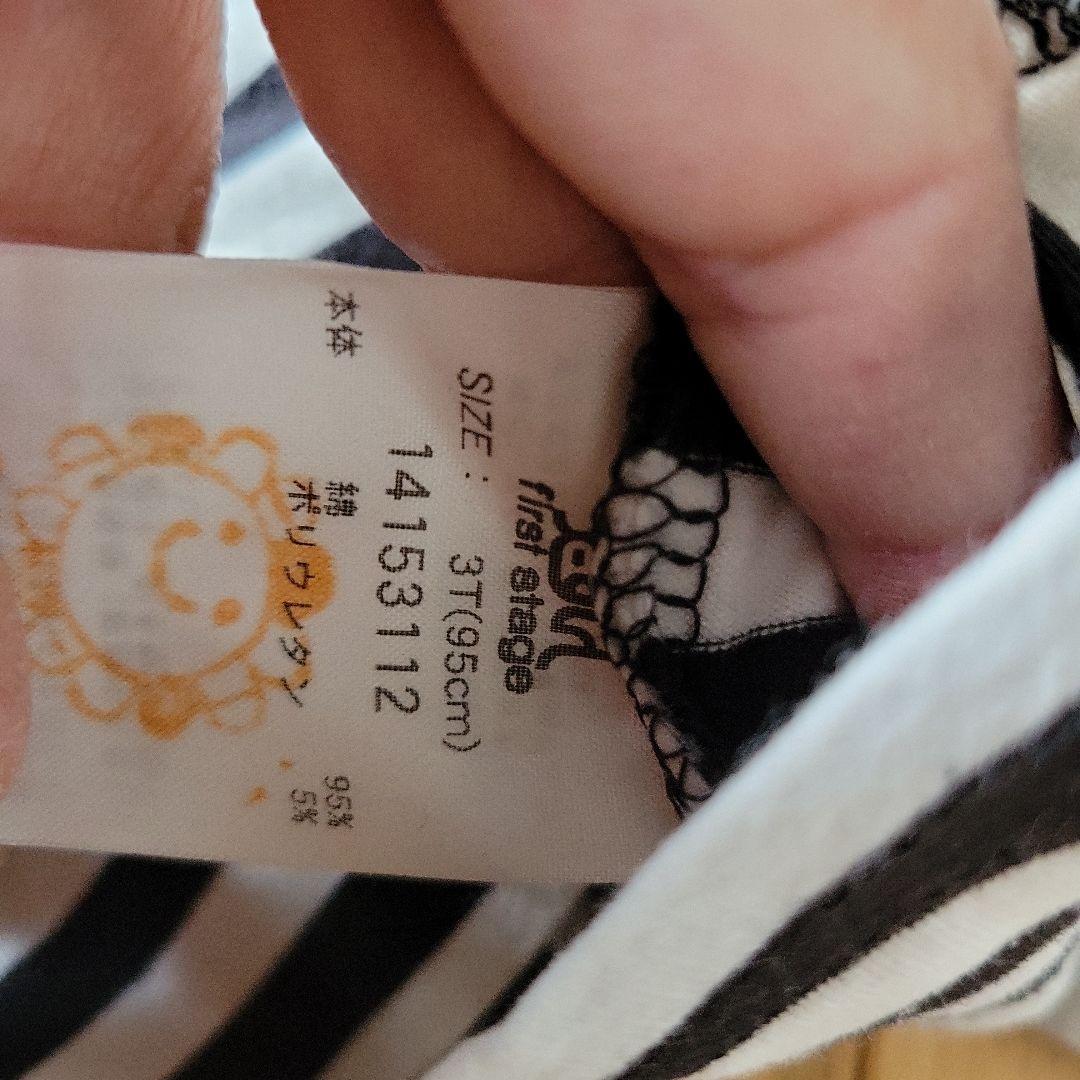 first stage
SIZE : 3T(95cm)
14153112
本体 綿 95%
ポリウレタン 5%